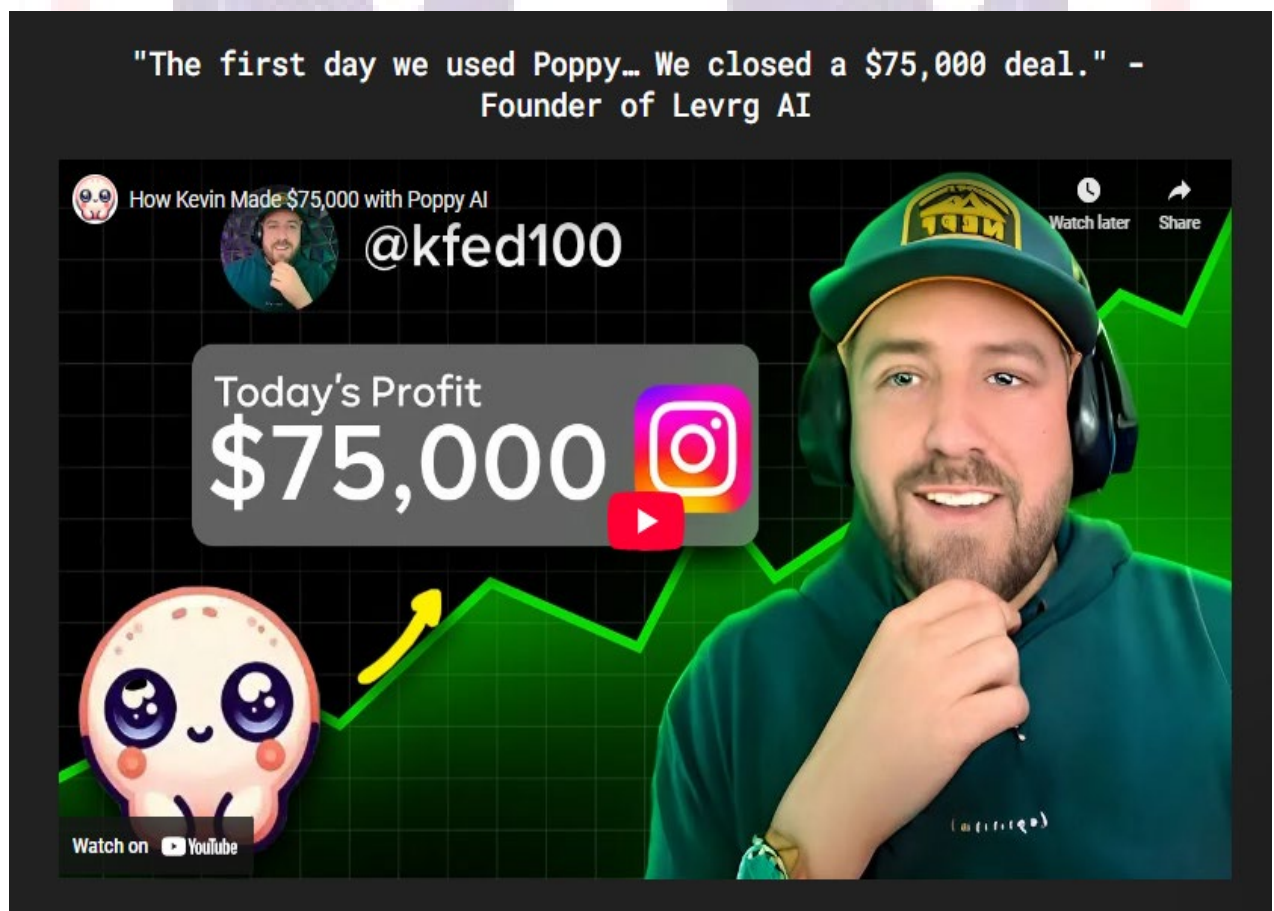 "The first day we used Poppy… We closed a $75,000 deal." -
Founder of Levrg AI
How Kevin Made $75,000 with Poppy AI
Watch later
Share
@kfed100
Today's Profit
$75,000
Watch on YouTube